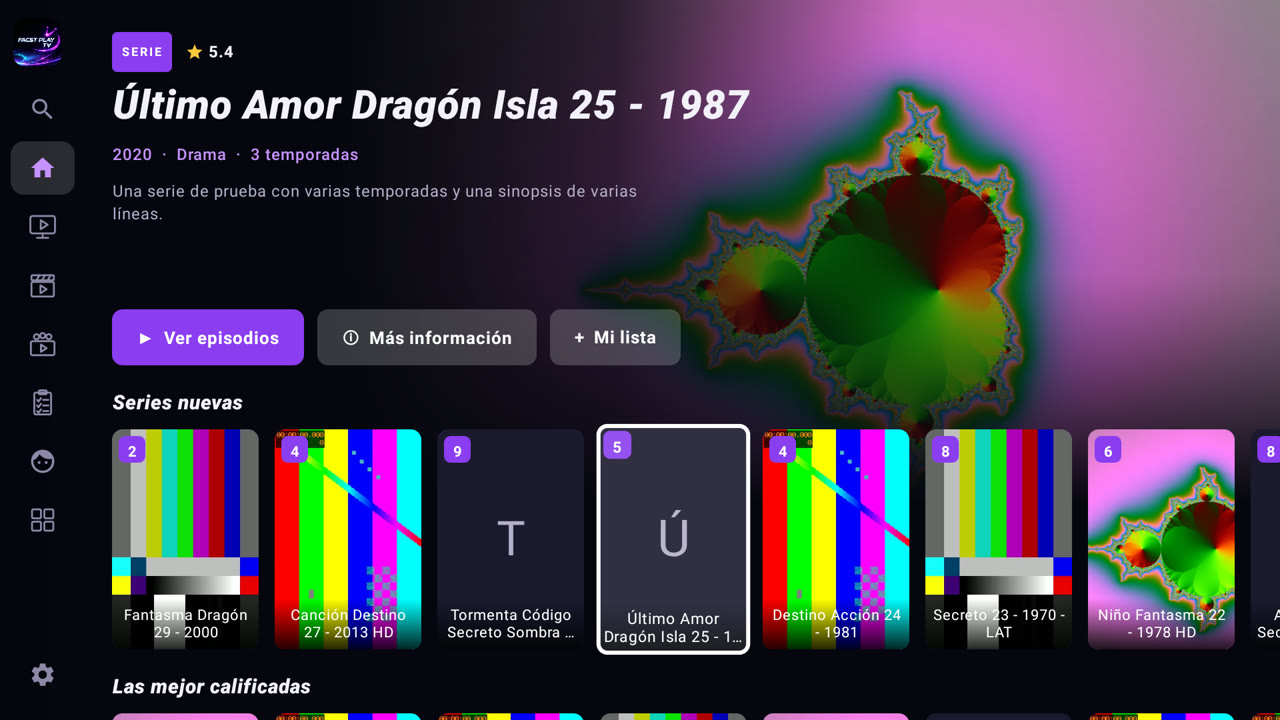 FACST PLAY TV
SERIE
5.4
Último Amor Dragón Isla 25 - 1987
2020 · Drama · 3 temporadas
Una serie de prueba con varias temporadas y una sinopsis de varias
líneas.
Ver episodios
Más información
+ Mi lista
Series nuevas
2
4
9
5
4
8
6
8
T
Ú
Fantasma Dragón
29 - 2000
Canción Destino
27 - 2013 HD
Tormenta Código
Secreto Sombra ...
Último Amor
Dragón Isla 25 - 1...
Destino Acción 24
- 1981
Secreto 23 - 1970 -
LAT
Niño Fantasma 22
- 1978 HD
Las mejor calificadas